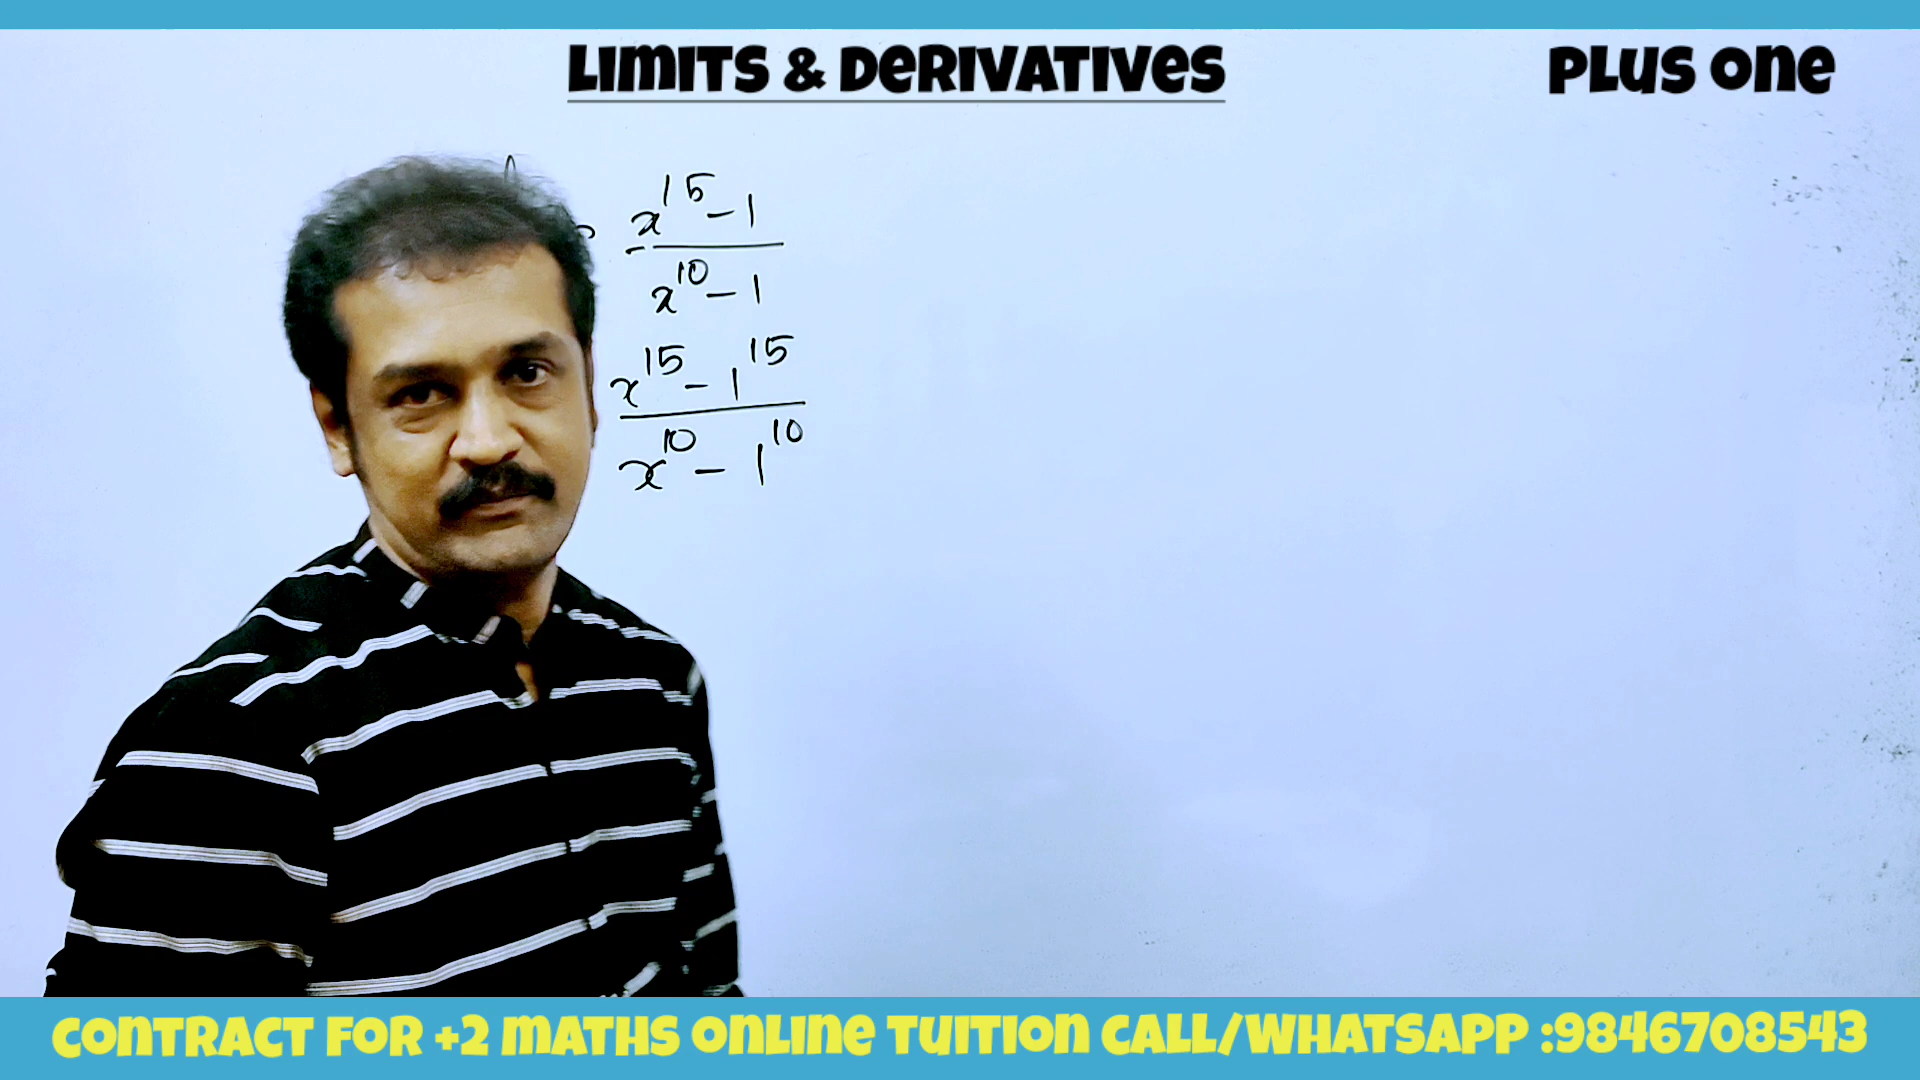 LIMITS & DERIVATIVES
PLUS ONE
x^15 - 1
x^10 - 1
x^15 - 1^15
x^10 - 1^10
CONTRACT FOR +2 MATHS ONLINE TUITION CALL/WHATSAPP :9846708543